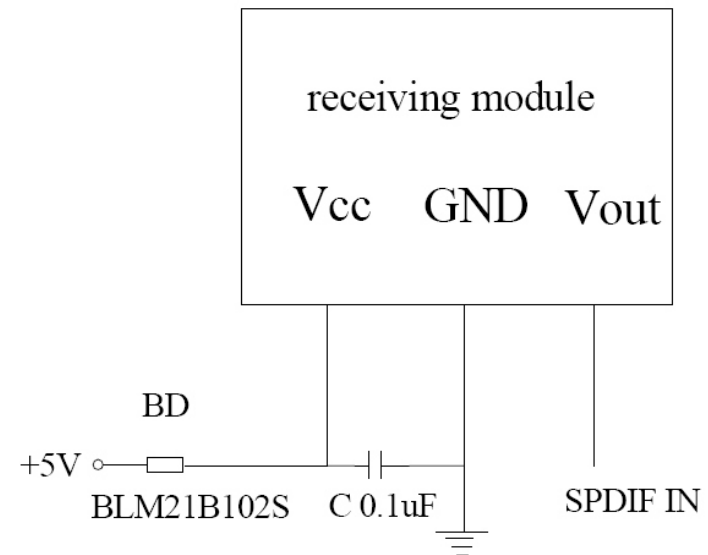 receiving module
Vcc GND Vout
BD
+5V
BLM21B102S C 0.1uF SPDIF IN